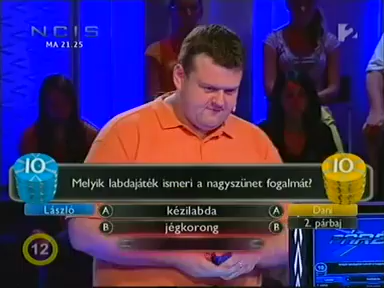 NCIS
MA 21.25
2
10
10
Melyik labdajáték ismeri a nagyszünet fogalmát?
László
A kézilabda A
Dani
B jégkorong B
2. párbaj
12
PÁRBA